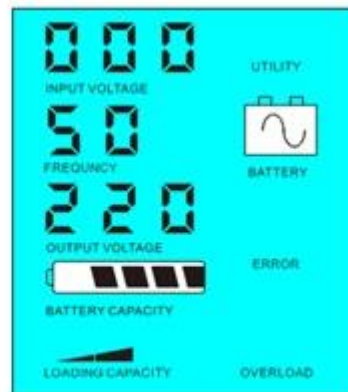 000
UTILITY
INPUT VOLTAGE
50
FREQUNCY
BATTERY
220
OUTPUT VOLTAGE
ERROR
BATTERY CAPACITY
LOADING CAPACITY
OVERLOAD